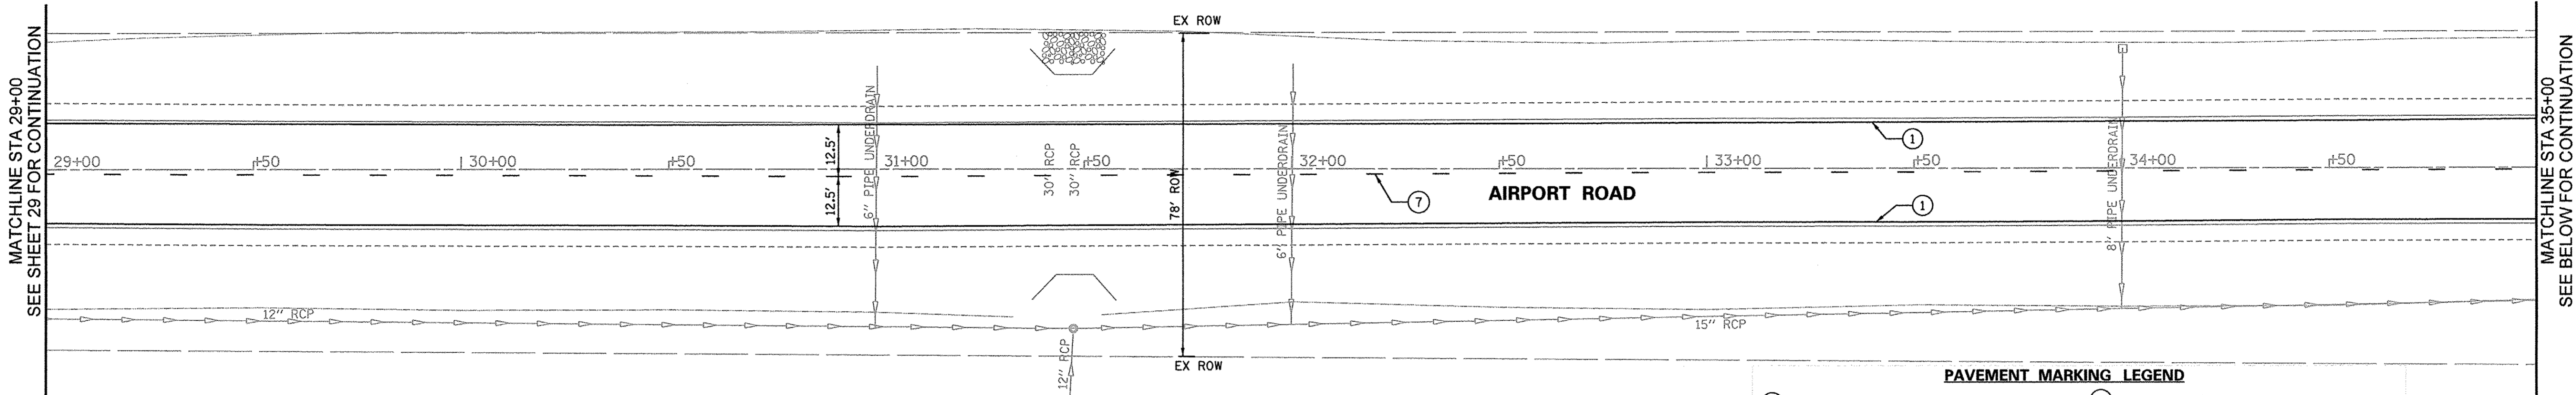 MATCHLINE STA 29+00
SEE SHEET 29 FOR CONTINUATION
EX ROW
29+00
+50
30+00
+50
31+00
+50
32+00
+50
33+00
+50
34+00
+50
12.5'
12.5'
6" PIPE UNDERDRAIN
30" RCP
30" RCP
78' ROW
6" PIPE UNDERDRAIN
8" PIPE UNDERDRAIN
1
7
AIRPORT ROAD
1
12" RCP
15" RCP
12" RCP
EX ROW
PAVEMENT MARKING LEGEND
MATCHLINE STA 35+00
SEE BELOW FOR CONTINUATION